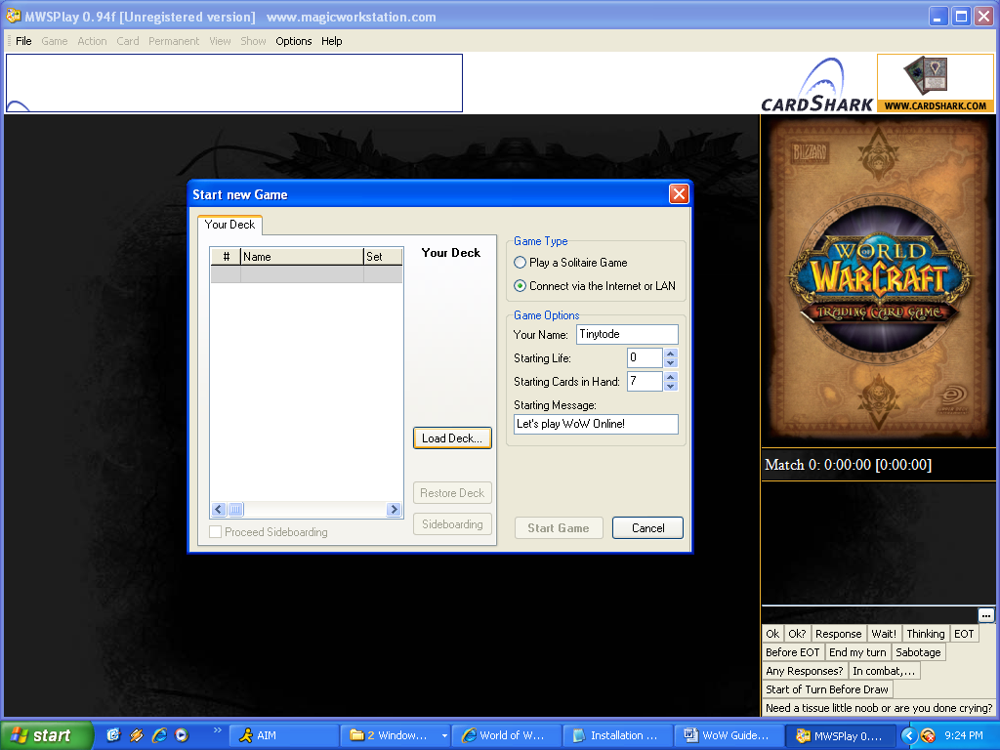 MWSPlay 0.94f [Unregistered version] www.magicworkstation.com
File Game Action Card Permanent View Show Options Help
CARDSHARK
WWW.CARDSHARK.COM
BLIZZARD
WORLD
OF
WARCRAFT
TRADING CARD GAME
Start new Game
Your Deck
# Name Set
Your Deck
Load Deck...
Restore Deck
Sideboarding
Proceed Sideboarding
Game Type
Play a Solitaire Game
Connect via the Internet or LAN
Game Options
Your Name: Tinytode
Starting Life: 0
Starting Cards in Hand: 7
Starting Message:
Let's play WoW Online!
Start Game Cancel
Match 0: 0:00:00 [0:00:00]
...
Ok Ok? Response Wait! Thinking EOT
Before EOT End my turn Sabotage
Any Responses? In combat,...
Start of Turn Before Draw
Need a tissue little noob or are you done crying?
start AIM 2 Window... World of W... Installation ... WoW Guide... MWSPlay 0.... 9:24 PM